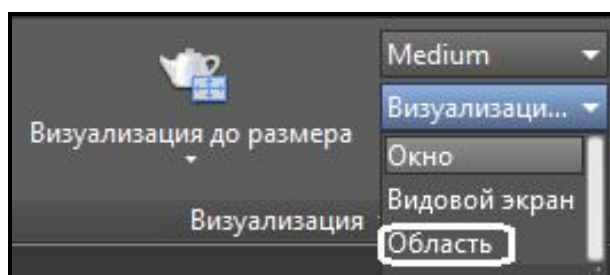 Medium
Визуализаци...
Визуализация до размера
Окно
Видовой экран
Визуализация
Область